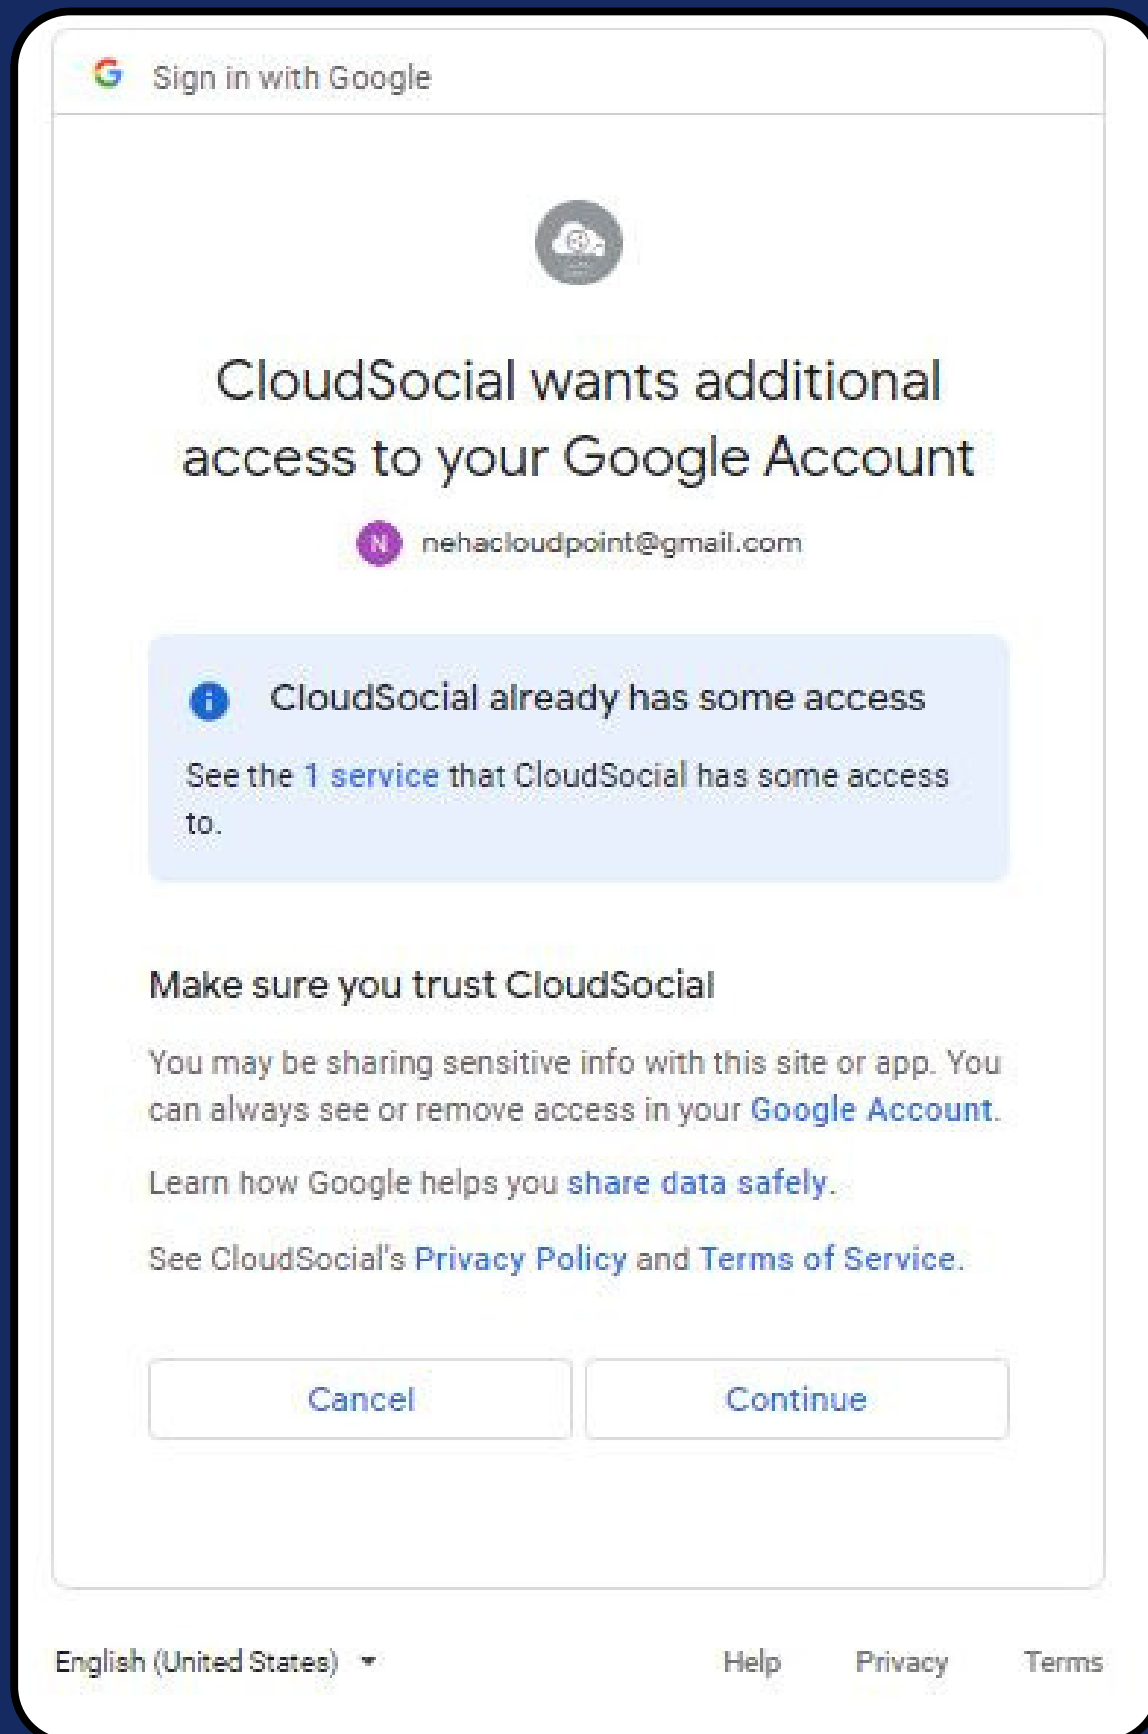 Sign in with Google
CloudSocial wants additional
access to your Google Account
N nehacloudpoint@gmail.com
CloudSocial already has some access
See the 1 service that CloudSocial has some access
to.
Make sure you trust CloudSocial
You may be sharing sensitive info with this site or app. You
can always see or remove access in your Google Account.
Learn how Google helps you share data safely.
See CloudSocial's Privacy Policy and Terms of Service.
Cancel Continue
English (United States) Help Privacy Terms